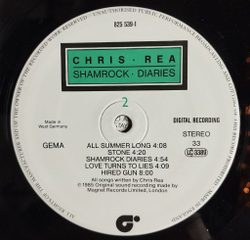 825 539-1
CHRIS · REA
SHAMROCK · DIARIES
2
Made in
West Germany
DIGITAL RECORDING
GEMA
STEREO
33
LC 3389
ALL SUMMER LONG 4:08
STONE 4:20
SHAMROCK DIARIES 4:54
LOVE TURNS TO LIES 4:09
HIRED GUN 8:00
All songs written by Chris Rea
℗1985 Original sound recording made by
Magnet Records Limited, London